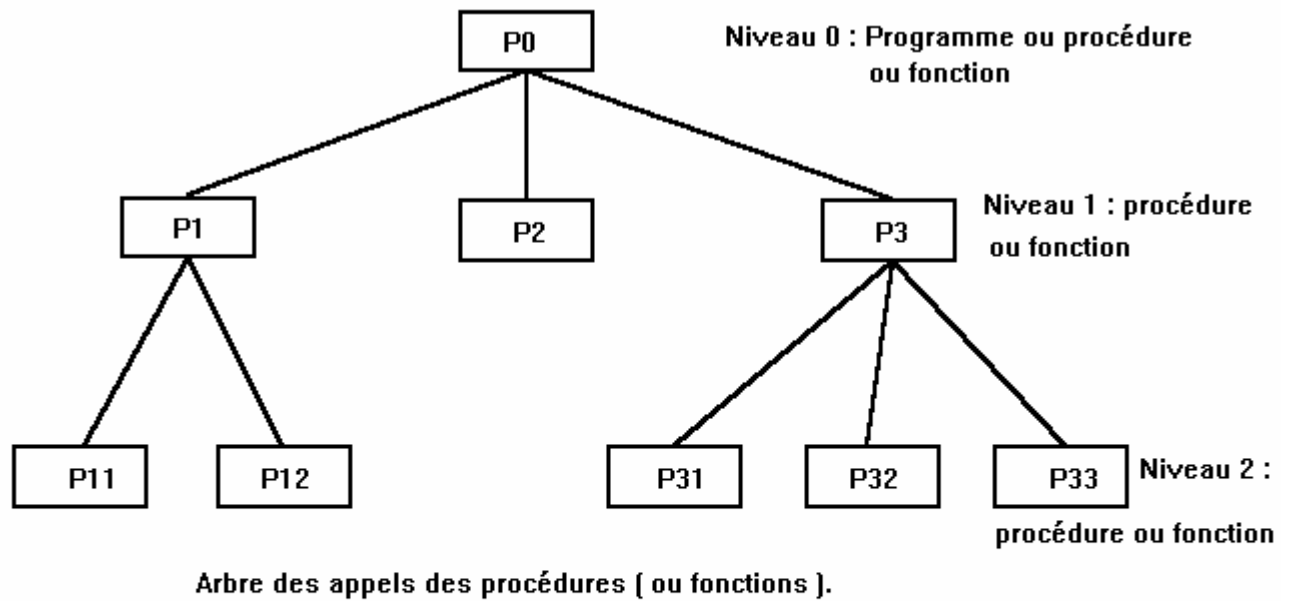 P0
Niveau 0 : Programme ou procédure
ou fonction
P1
P2
P3
Niveau 1 : procédure
ou fonction
P11
P12
P31
P32
P33
Niveau 2 :
procédure ou fonction
Arbre des appels des procédures ( ou fonctions ).